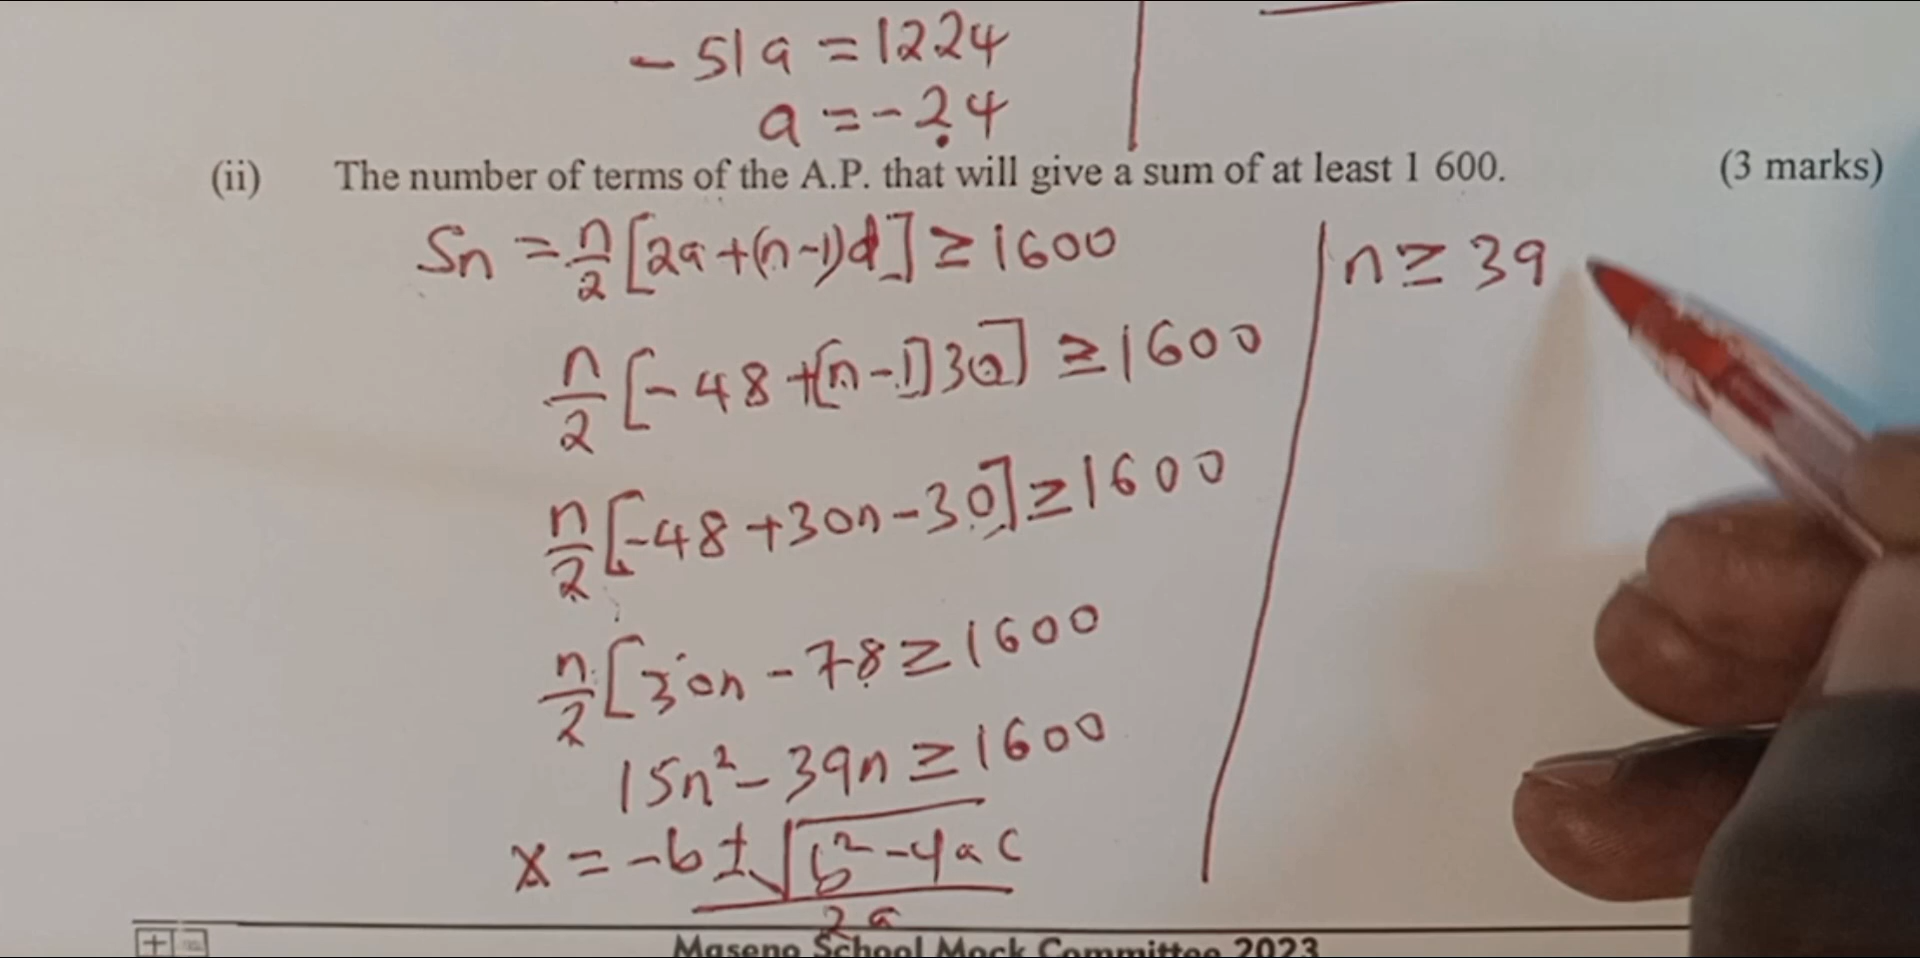 - 51a = 1224
a = -24
(ii) The number of terms of the A.P. that will give a sum of at least 1 600. (3 marks)
Sn = n/2 [2a + (n-1)d] ≥ 1600
n/2 [-48 + (n-1)30] ≥ 1600
n/2 [-48 + 30n - 30] ≥ 1600
n/2 [30n - 78 ≥ 1600
15n² - 39n ≥ 1600
x = -b ± √b² - 4ac / 2a
n ≥ 39
Maseno School Mock Committee 2023